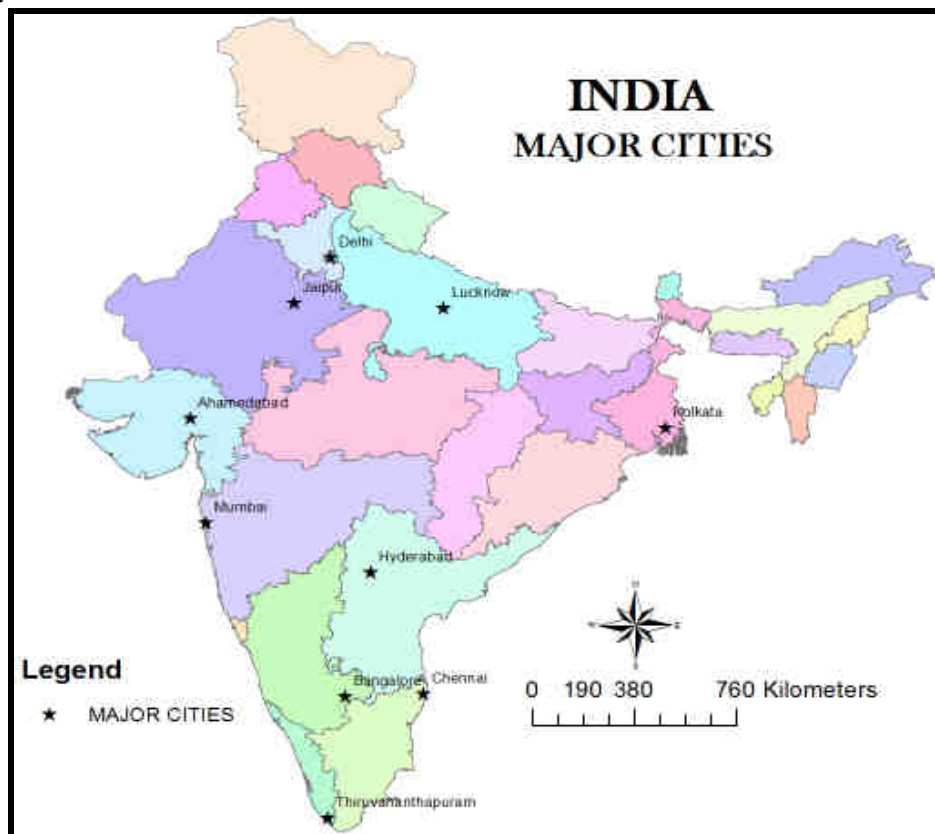 INDIA
MAJOR CITIES
Delhi
Jaipur
Lucknow
Ahamedabad
Kolkata
Mumbai
Hyderabad
Bangalore
Chennai
Thiruvananthapuram
Legend
MAJOR CITIES
0 190 380 760 Kilometers